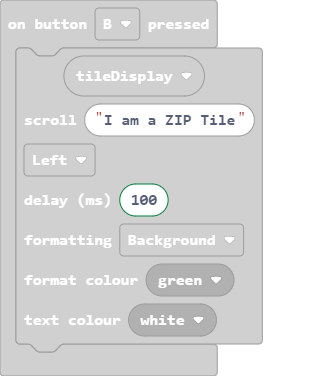 on button B pressed
tileDisplay
scroll "I am a ZIP Tile"
Left
delay (ms) 100
formatting Background
format colour green
text colour white